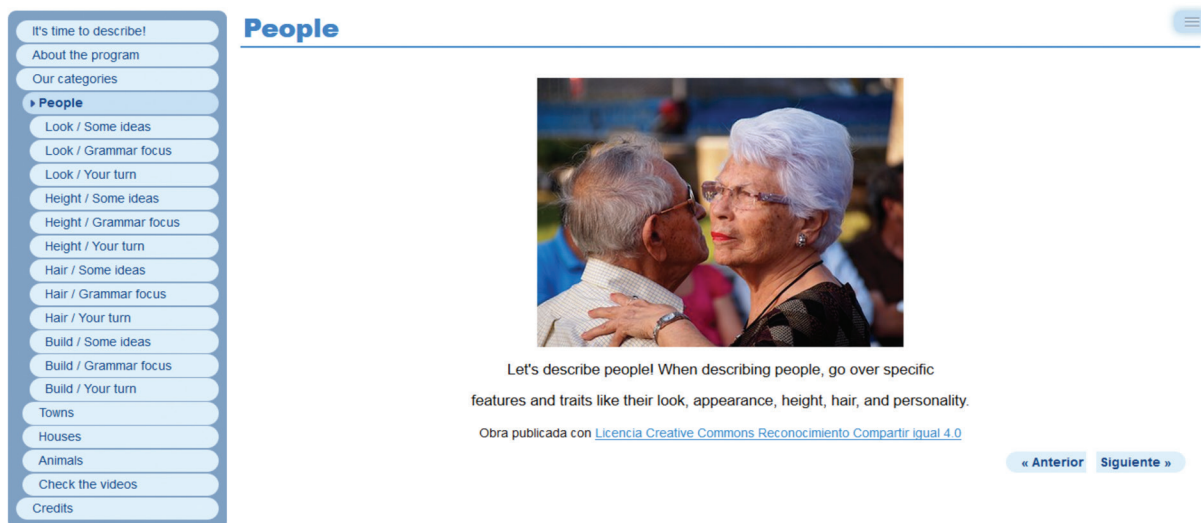 It's time to describe!
About the program
Our categories
People
Look / Some ideas
Look / Grammar focus
Look / Your turn
Height / Some ideas
Height / Grammar focus
Height / Your turn
Hair / Some ideas
Hair / Grammar focus
Hair / Your turn
Build / Some ideas
Build / Grammar focus
Build / Your turn
Towns
Houses
Animals
Check the videos
Credits
People
Let's describe people! When describing people, go over specific
features and traits like their look, appearance, height, hair, and personality.
Obra publicada con Licencia Creative Commons Reconocimiento Compartir igual 4.0
« Anterior Siguiente »